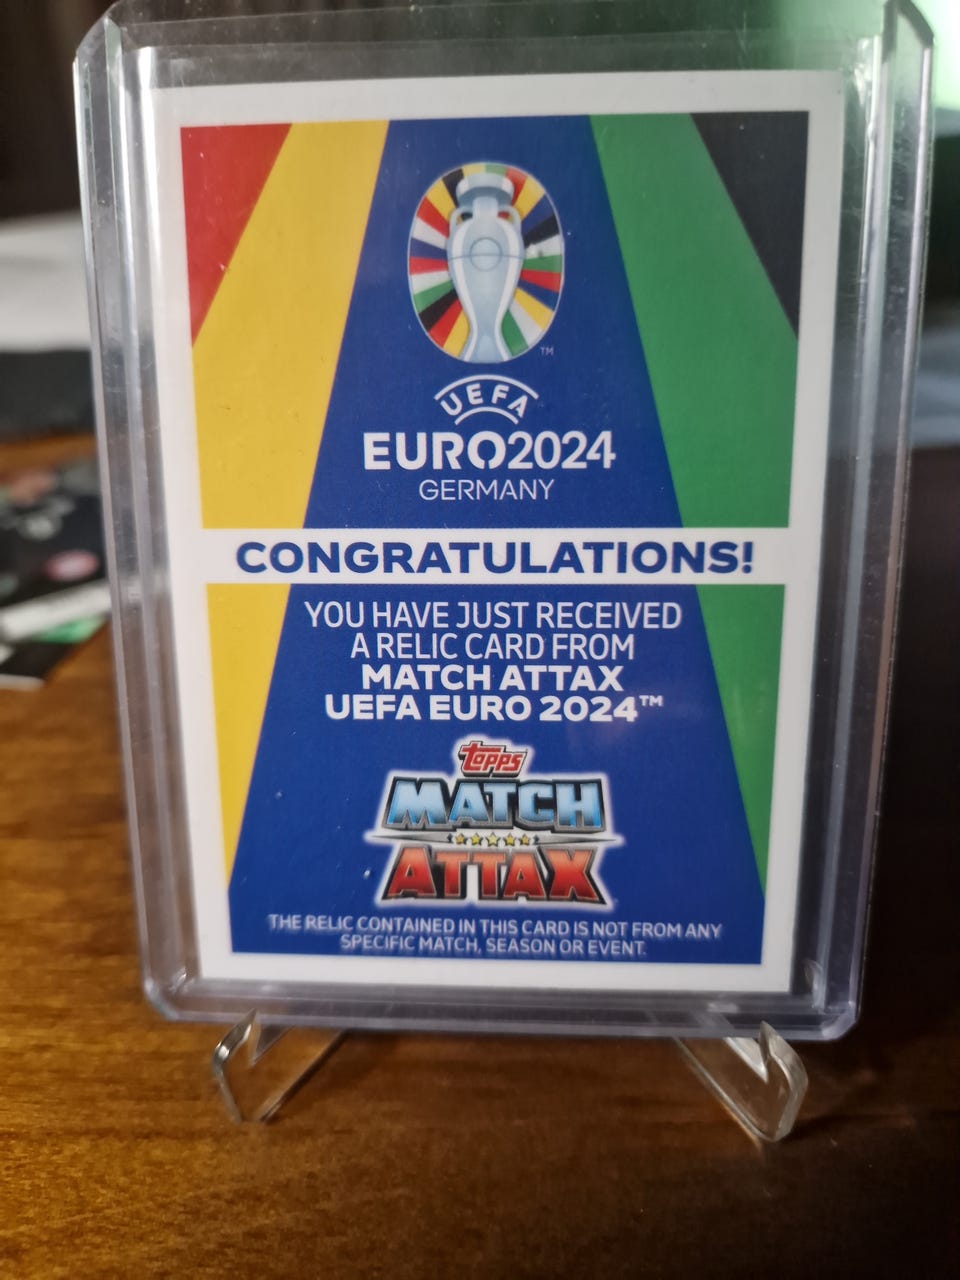 ™
UEFA
EURO2024
GERMANY
CONGRATULATIONS!
YOU HAVE JUST RECEIVED
A RELIC CARD FROM
MATCH ATTAX
UEFA EURO 2024™
topps
MATCH
ATTAX
THE RELIC CONTAINED IN THIS CARD IS NOT FROM ANY
SPECIFIC MATCH, SEASON OR EVENT.